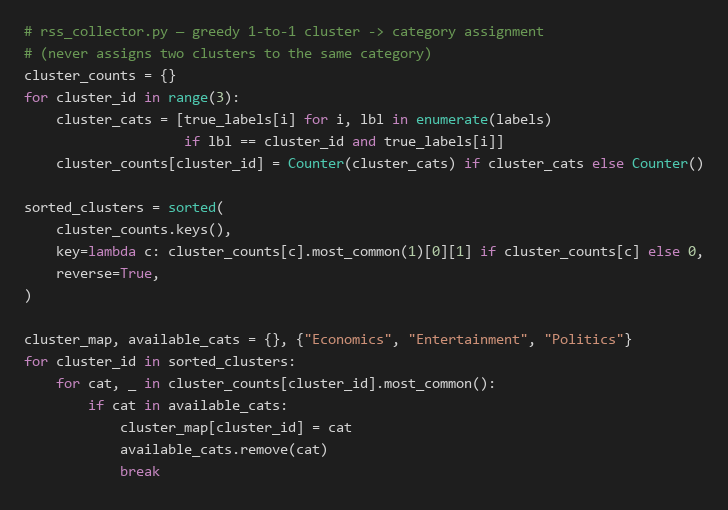 # rss_collector.py — greedy 1-to-1 cluster -> category assignment
# (never assigns two clusters to the same category)
cluster_counts = {}
for cluster_id in range(3):
    cluster_cats = [true_labels[i] for i, lbl in enumerate(labels)
                    if lbl == cluster_id and true_labels[i]]
    cluster_counts[cluster_id] = Counter(cluster_cats) if cluster_cats else Counter()

sorted_clusters = sorted(
    cluster_counts.keys(),
    key=lambda c: cluster_counts[c].most_common(1)[0][1] if cluster_counts[c] else 0,
    reverse=True,
)

cluster_map, available_cats = {}, {"Economics", "Entertainment", "Politics"}
for cluster_id in sorted_clusters:
    for cat, _ in cluster_counts[cluster_id].most_common():
        if cat in available_cats:
            cluster_map[cluster_id] = cat
            available_cats.remove(cat)
            break